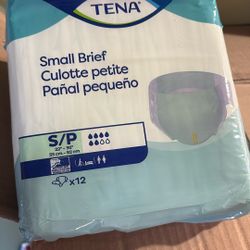 TENA
Small Brief
Culotte petite
Pañal pequeño
S/P
x12